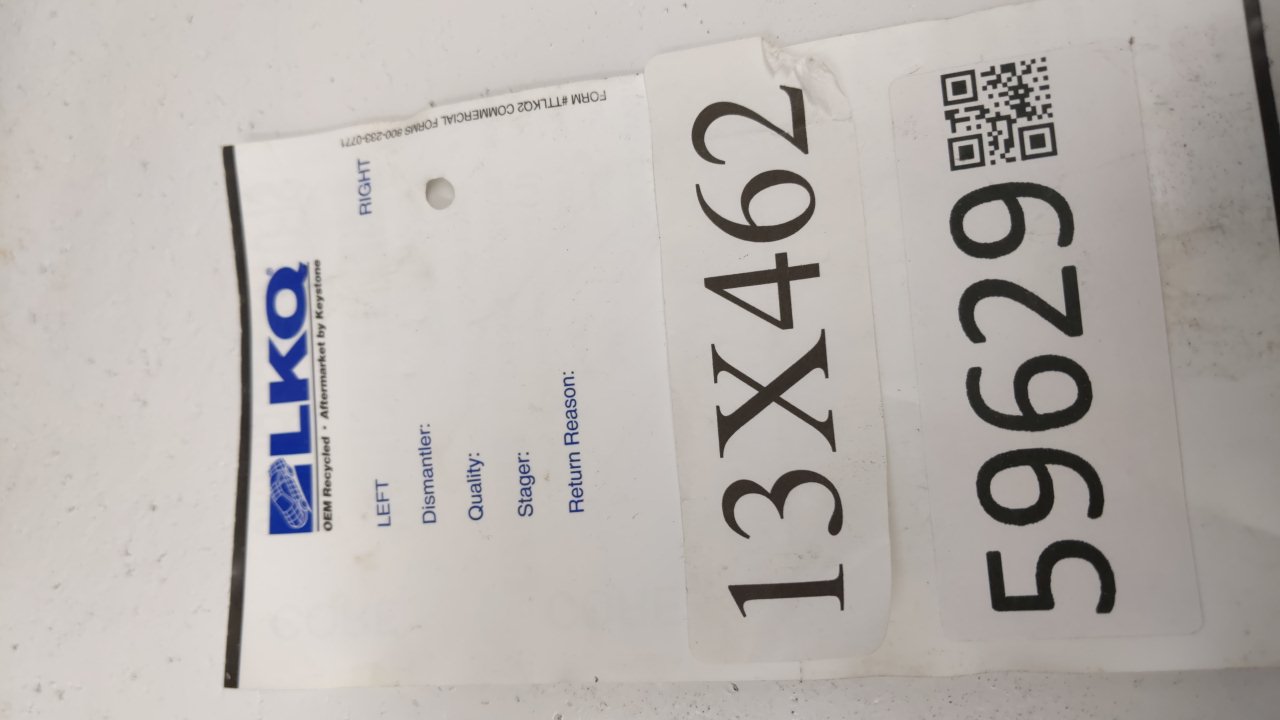 LKQ®
OEM Recycled • Aftermarket by Keystone
LEFT RIGHT
Dismantler:
Quality:
Stager:
Return Reason:
FORM #TTLKQ2 COMMERCIAL FORMS 800-233-0771
13X462
59629